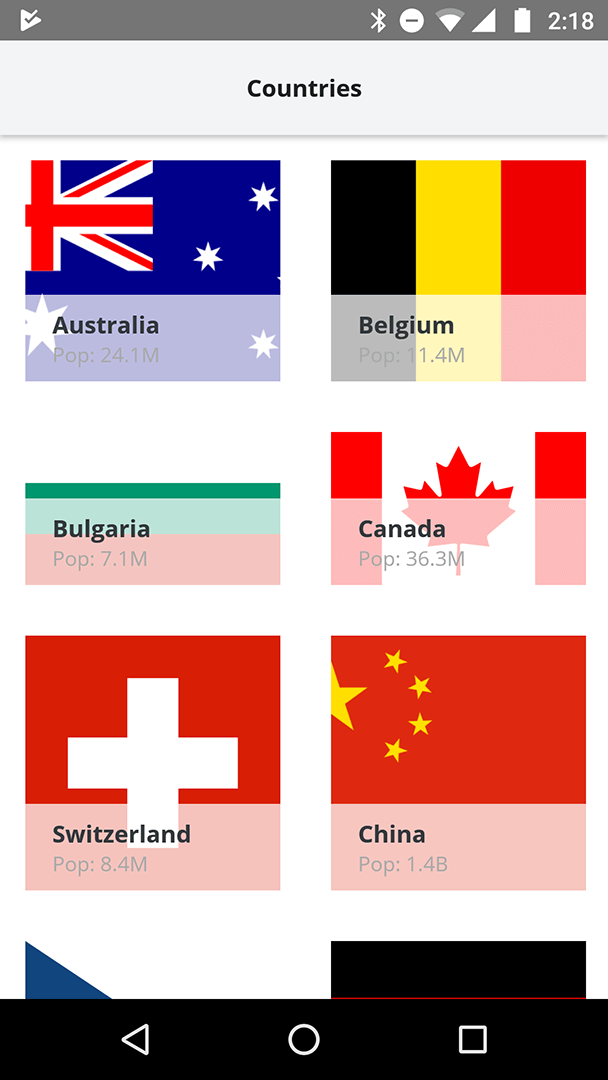 2:18
Countries
Australia
Pop: 24.1M
Belgium
Pop: 11.4M
Bulgaria
Pop: 7.1M
Canada
Pop: 36.3M
Switzerland
Pop: 8.4M
China
Pop: 1.4B